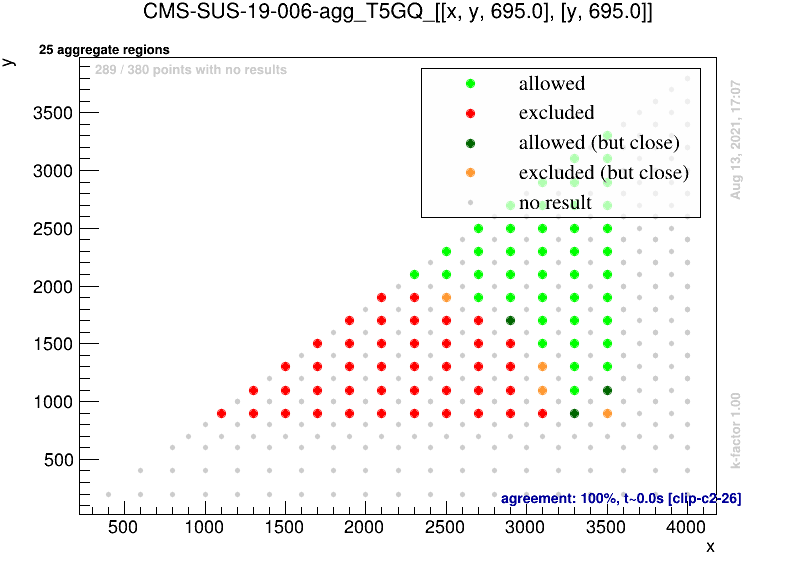 CMS-SUS-19-006-agg_T5GQ_[[x, y, 695.0], [y, 695.0]]
25 aggregate regions
289 / 380 points with no results
y
allowed
excluded
allowed (but close)
excluded (but close)
no result
3500
3000
2500
2000
1500
1000
500
Aug 13, 2021, 17:07
k-factor 1.00
agreement: 100%, t~0.0s [clip-c2-26]
500 1000 1500 2000 2500 3000 3500 4000
x